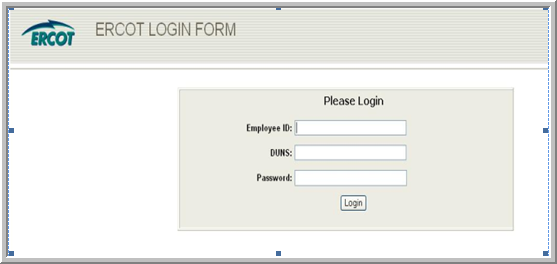 ERCOT
ERCOT LOGIN FORM
Please Login
Employee ID:
DUNS:
Password:
Login